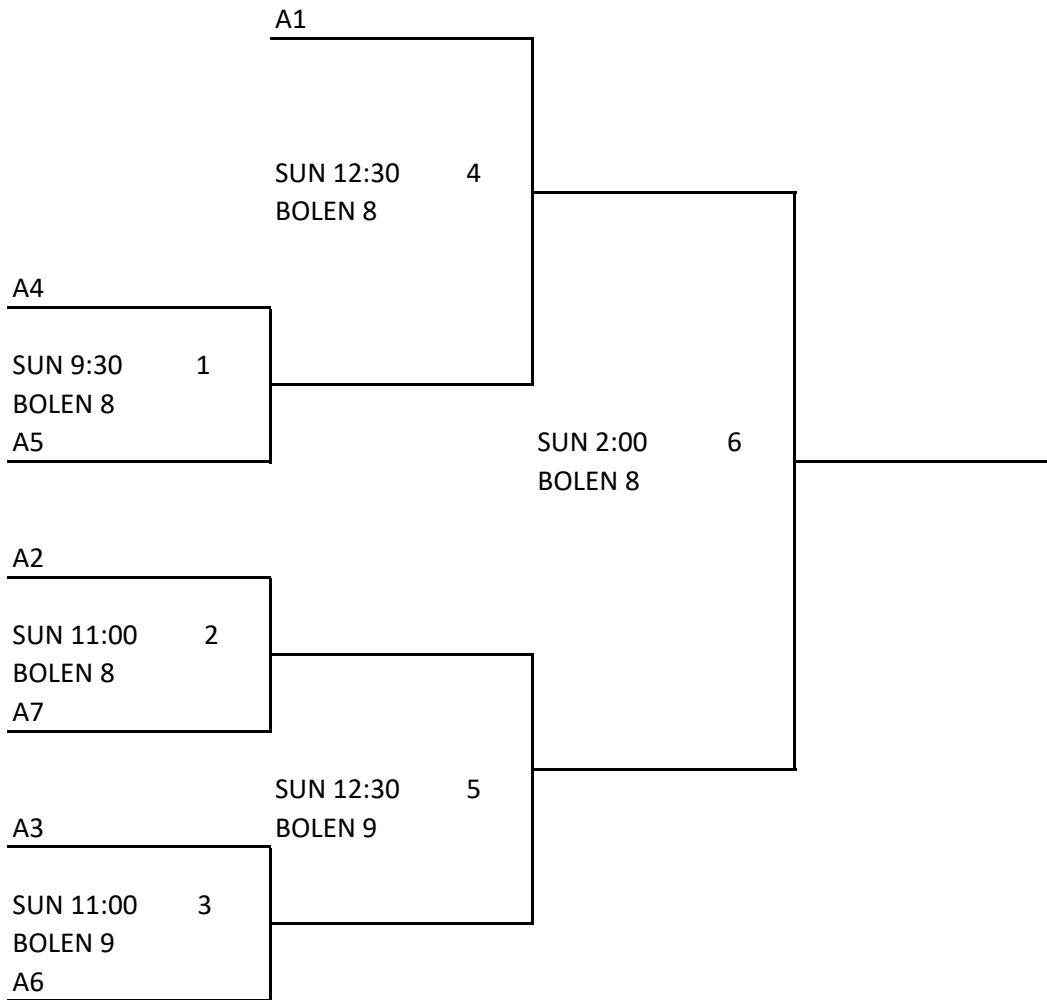 A1
SUN 12:30 4
BOLEN 8
A4
SUN 9:30 1
BOLEN 8
A5
SUN 2:00 6
BOLEN 8
A2
SUN 11:00 2
BOLEN 8
A7
SUN 12:30 5
BOLEN 9
A3
SUN 11:00 3
BOLEN 9
A6